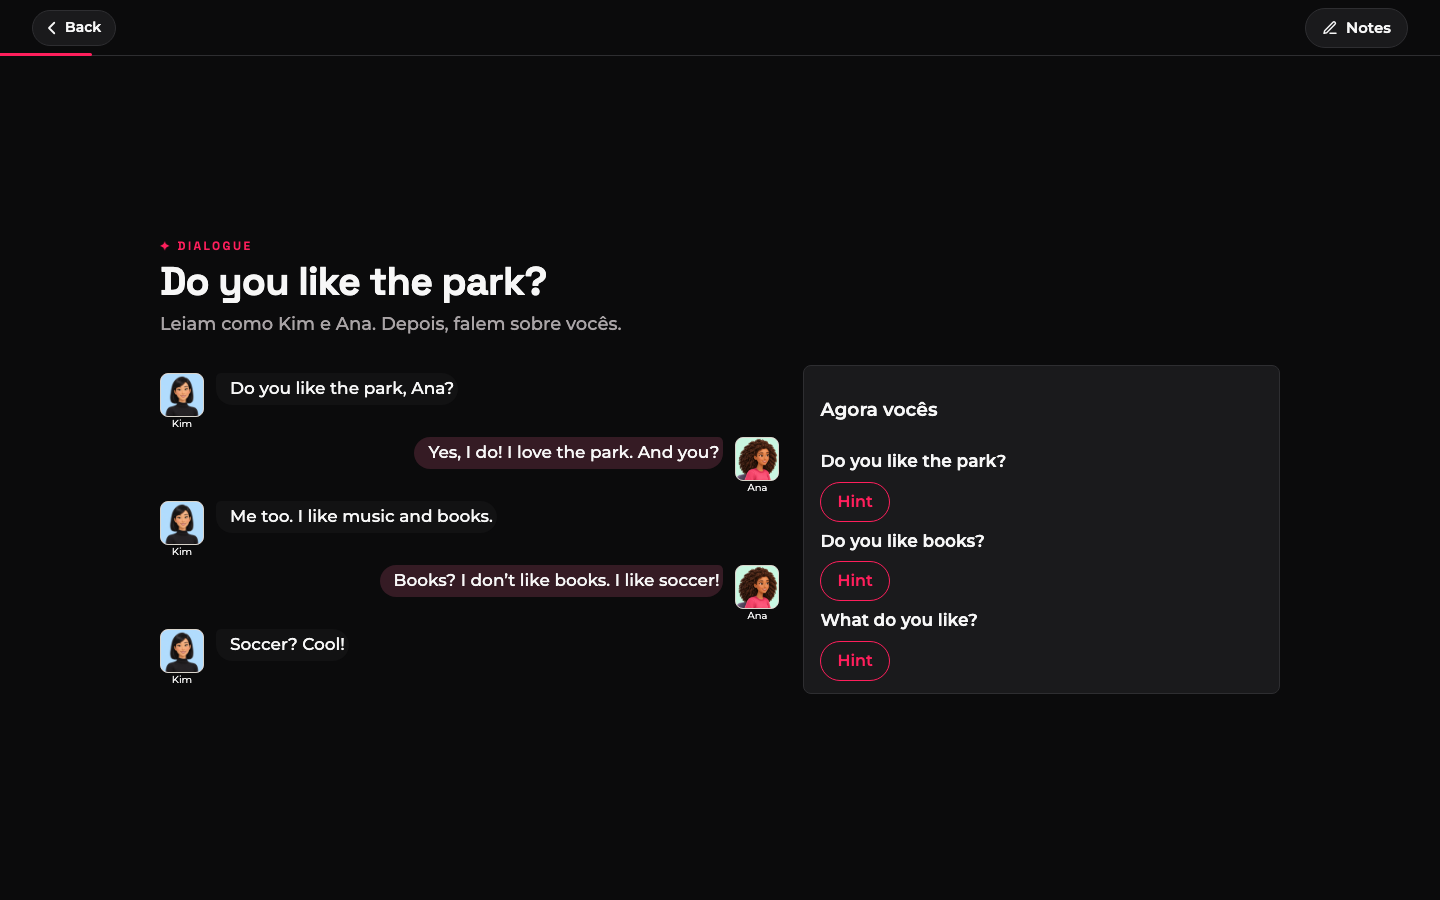 Back
Notes
DIALOGUE
Do you like the park?
Leiam como Kim e Ana. Depois, falem sobre vocês.
Do you like the park, Ana?
Kim
Yes, I do! I love the park. And you?
Ana
Me too. I like music and books.
Kim
Books? I don’t like books. I like soccer!
Ana
Soccer? Cool!
Kim
Agora vocês
Do you like the park?
Hint
Do you like books?
Hint
What do you like?
Hint